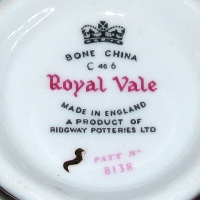 BONE CHINA
C 46 6
Royal Vale
MADE IN ENGLAND
A PRODUCT OF
RIDGWAY POTTERIES LTD
PATT Nº
8138